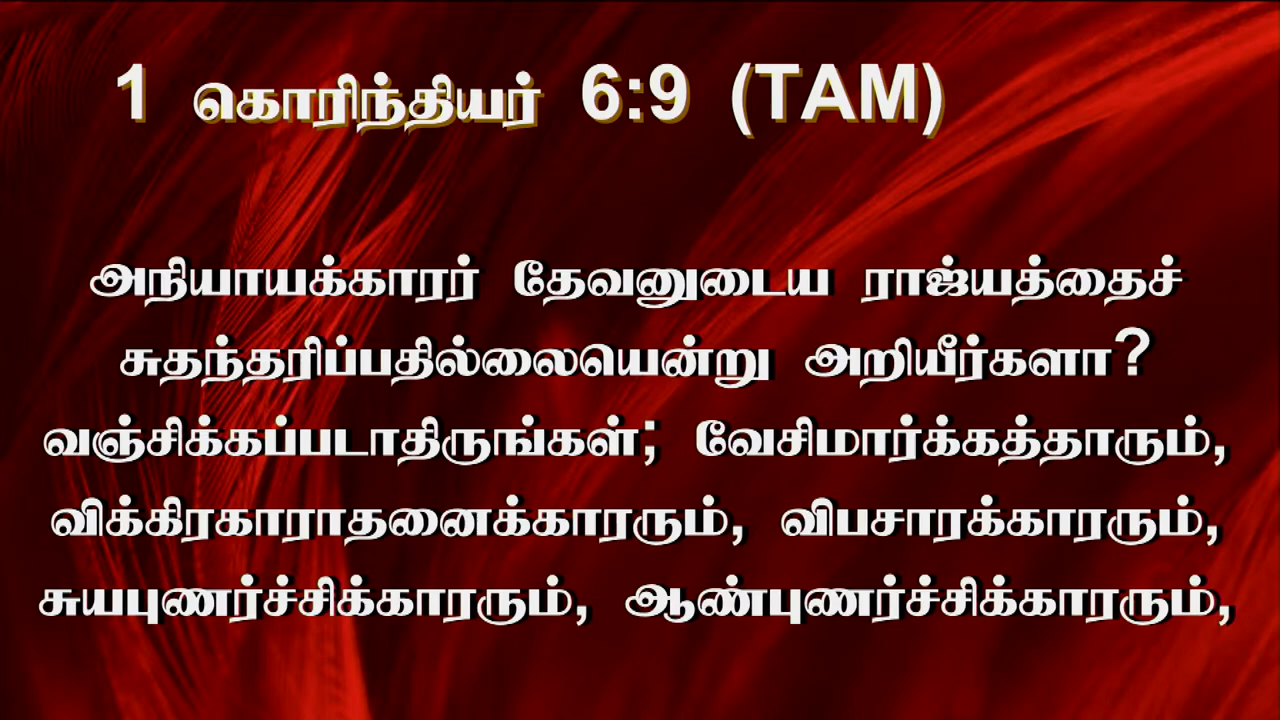 1 கொரிந்தியர் 6:9 (TAM)
அநியாயக்காரர் தேவனுடைய ராஜ்யத்தைச்
சுதந்தரிப்பதில்லையென்று அறியீர்களா?
வஞ்சிக்கப்படாதிருங்கள்; வேசிமார்க்கத்தாரும்,
விக்கிரகாராதனைக்காரரும், விபசாரக்காரரும்,
சுயபுணர்ச்சிக்காரரும், ஆண்புணர்ச்சிக்காரரும்,